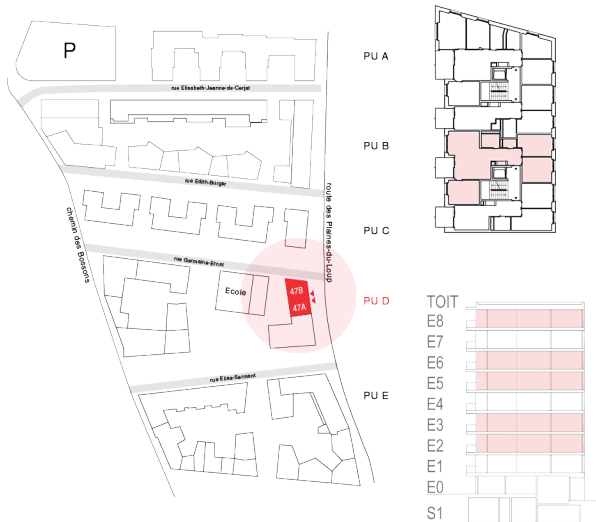 P
PU A
rue Elisabeth-Jeanne-de-Cerjat
PU B
rue Edith-Burger
route des Plaines-du-Loup
chemin des Bossons
PU C
rue Germaine-Ernst
Ecole
47B
47A
PU D
rue Elise-Serment
PU E
TOIT
E8
E7
E6
E5
E4
E3
E2
E1
E0
S1